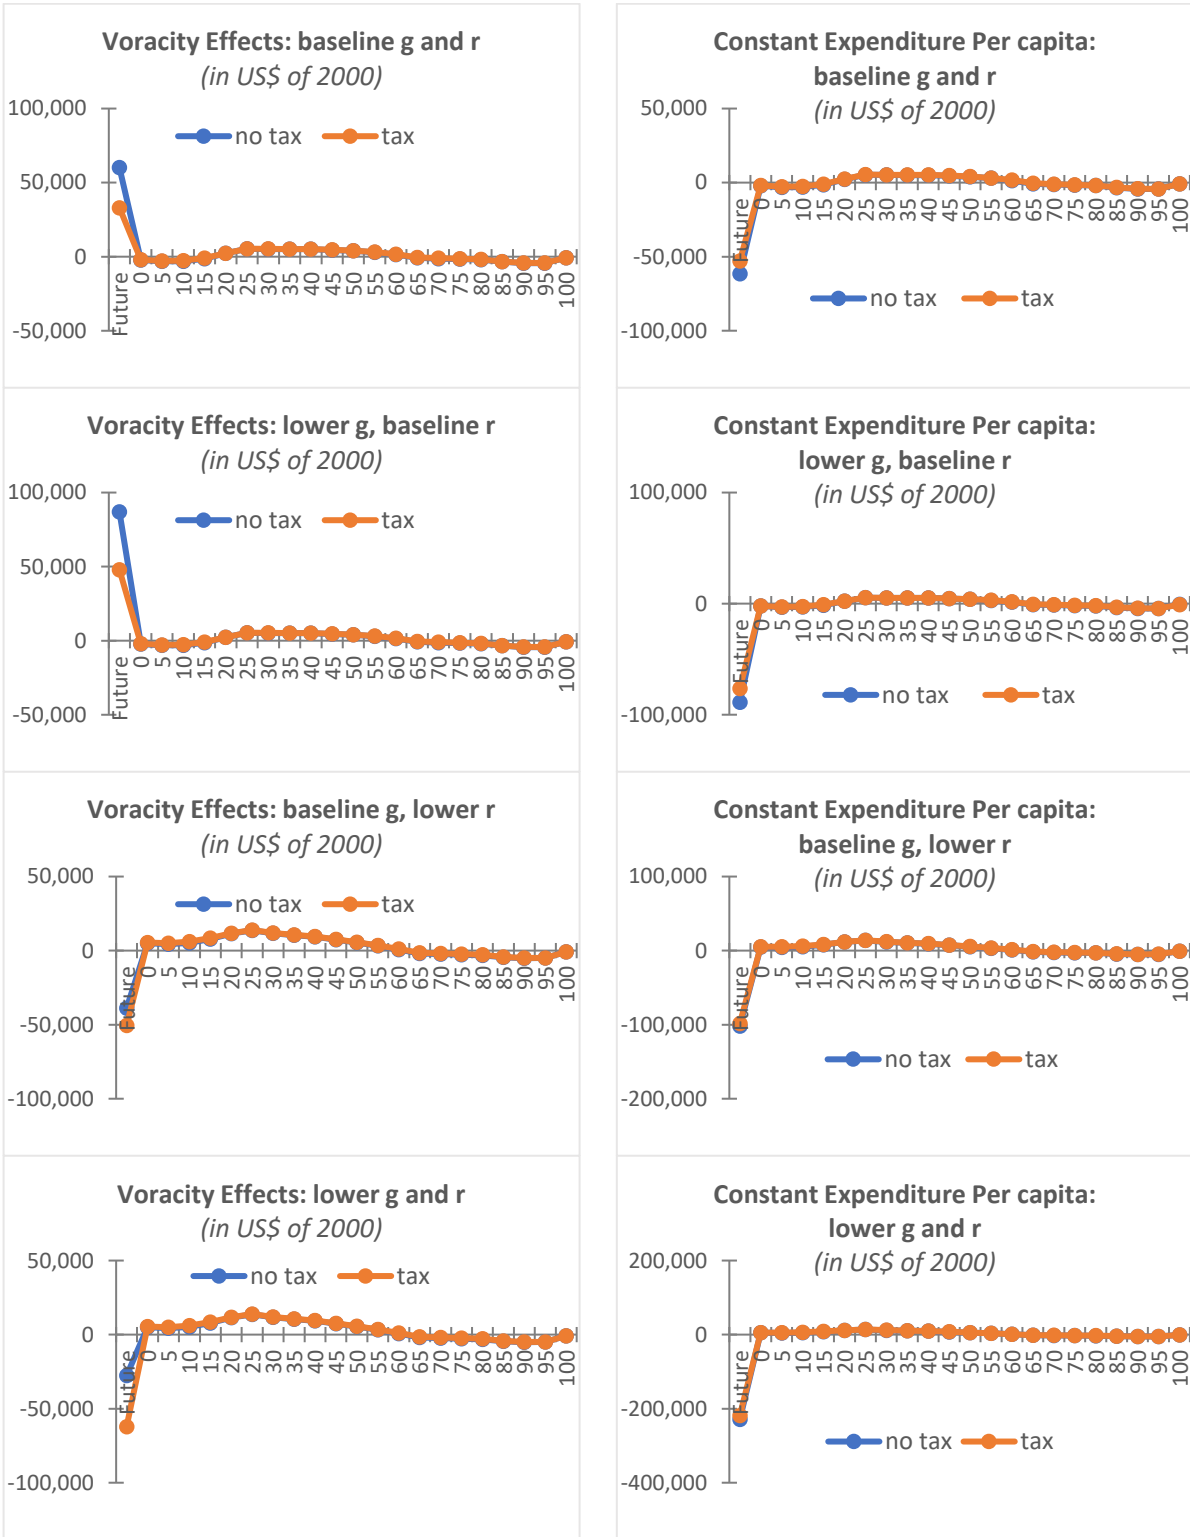 Voracity Effects: baseline g and r
(in US$ of 2000)
100,000
no tax tax
50,000
0
-50,000
Future 0 5 10 15 20 25 30 35 40 45 50 55 60 65 70 75 80 85 90 95 100
Constant Expenditure Per capita:
baseline g and r
(in US$ of 2000)
50,000
0
-50,000
-100,000
Future 0 5 10 15 20 25 30 35 40 45 50 55 60 65 70 75 80 85 90 95 100
no tax tax
Voracity Effects: lower g, baseline r
(in US$ of 2000)
100,000
no tax tax
50,000
0
-50,000
Future 0 5 10 15 20 25 30 35 40 45 50 55 60 65 70 75 80 85 90 95 100
Constant Expenditure Per capita:
lower g, baseline r
(in US$ of 2000)
100,000
0
-100,000
Future 0 5 10 15 20 25 30 35 40 45 50 55 60 65 70 75 80 85 90 95 100
no tax tax
Voracity Effects: baseline g, lower r
(in US$ of 2000)
50,000
no tax tax
0
-50,000
-100,000
Future 0 5 10 15 20 25 30 35 40 45 50 55 60 65 70 75 80 85 90 95 100
Constant Expenditure Per capita:
baseline g, lower r
(in US$ of 2000)
100,000
0
-100,000
-200,000
Future 0 5 10 15 20 25 30 35 40 45 50 55 60 65 70 75 80 85 90 95 100
no tax tax
Voracity Effects: lower g and r
(in US$ of 2000)
50,000
no tax tax
0
-50,000
-100,000
Future 0 5 10 15 20 25 30 35 40 45 50 55 60 65 70 75 80 85 90 95 100
Constant Expenditure Per capita:
lower g and r
(in US$ of 2000)
200,000
0
-200,000
-400,000
Future 0 5 10 15 20 25 30 35 40 45 50 55 60 65 70 75 80 85 90 95 100
no tax tax